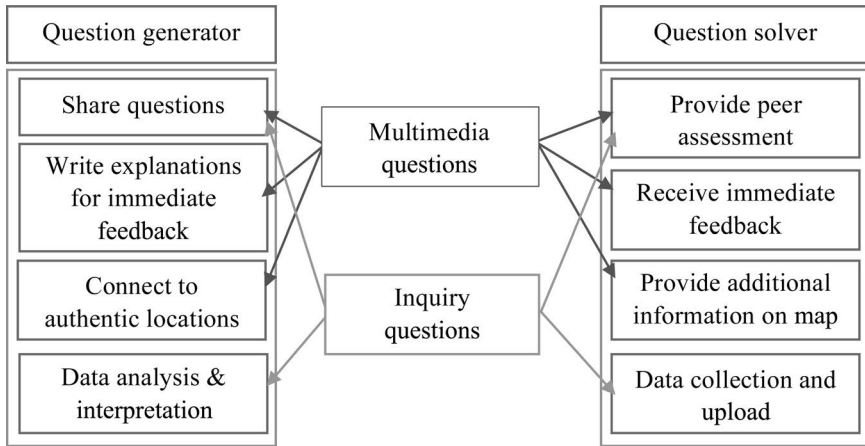 Question generator
Share questions
Write explanations
for immediate
feedback
Connect to
authentic locations
Data analysis &
interpretation
Multimedia
questions
Inquiry
questions
Question solver
Provide peer
assessment
Receive immediate
feedback
Provide additional
information on map
Data collection and
upload